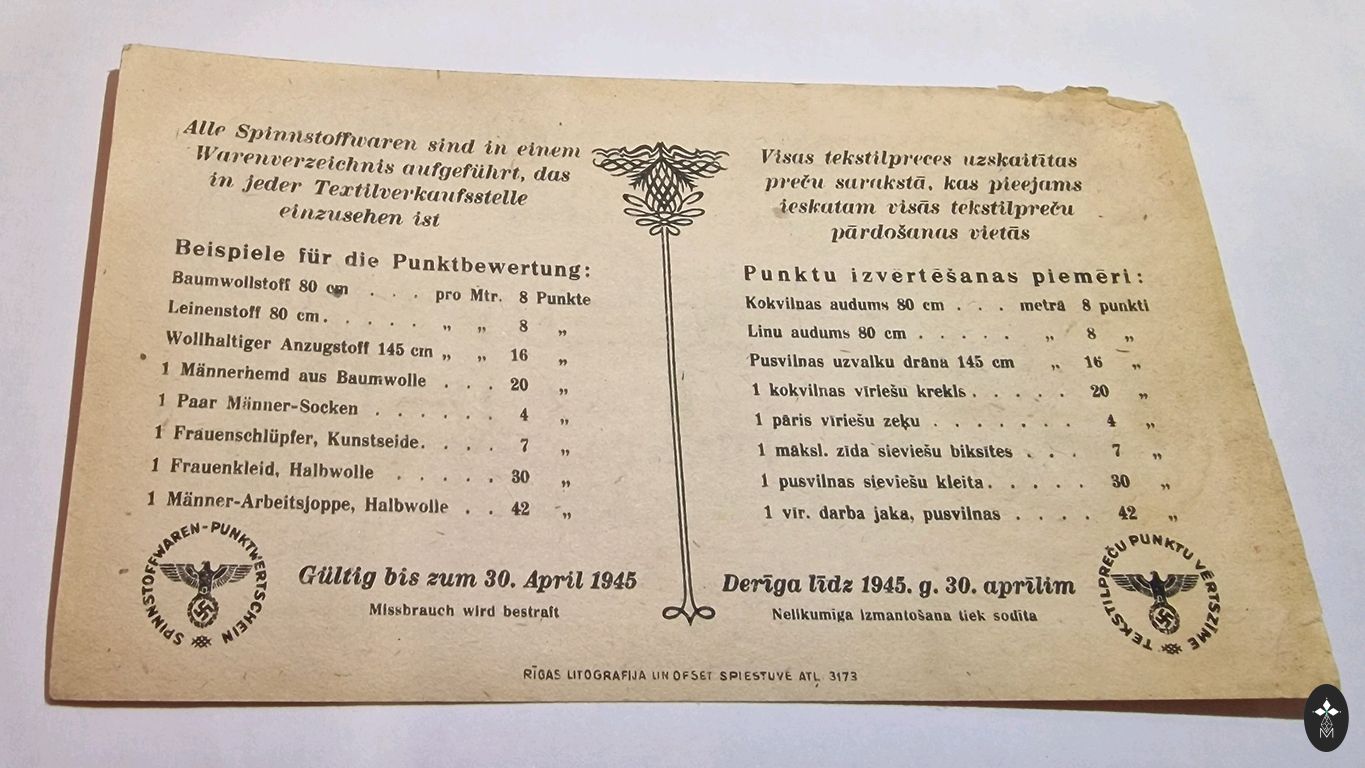 Alle Spinnstoffwaren sind in einem
Warenverzeichnis aufgeführt, das
in jeder Textilverkaufsstelle
einzusehen ist
Beispiele für die Punktbewertung:
Baumwollstoff 80 cm . . . pro Mtr. 8 Punkte
Leinenstoff 80 cm . . . . . „ „ 8 „
Wollhaltiger Anzugstoff 145 cm „ „ 16 „
1 Männerhemd aus Baumwolle . . . 20 „
1 Paar Männer-Socken . . . . . . 4 „
1 Frauenschlüpfer, Kunstseide. . . . 7 „
1 Frauenkleid, Halbwolle . . . . . 30 „
1 Männer-Arbeitsjoppe, Halbwolle . . 42 „
SPINNSTOFFWAREN-PUNKTWERTSCHEIN
Gültig bis zum 30. April 1945
Missbrauch wird bestraft
Visas tekstilpreces uzskaitītas
preču sarakstā, kas pieejams
ieskatam visās tekstilpreču
pārdošanas vietās
Punktu izvērtēšanas piemēri:
Kokvilnas audums 80 cm . . . metrā 8 punkti
Linu audums 80 cm . . . . . „ 8 „
Pusvilnas uzvalku drāna 145 cm „ 16 „
1 kokvilnas vīriešu krekls . . . . . 20 „
1 pāris vīriešu zeķu . . . . . . . 4 „
1 māksl. zīda sieviešu biksītes . . . 7 „
1 pusvilnas sieviešu kleita . . . . . 30 „
1 vīr. darba jaka, pusvilnas . . . . 42 „
Derīga līdz 1945. g. 30. aprīlim
Nelikumīga izmantošana tiek sodīta
TEKSTILPREČU PUNKTU VĒRTSZĪME
RĪGAS LITOGRAFIJA UN OFSET SPIESTUVE ATĻ. 3173
M